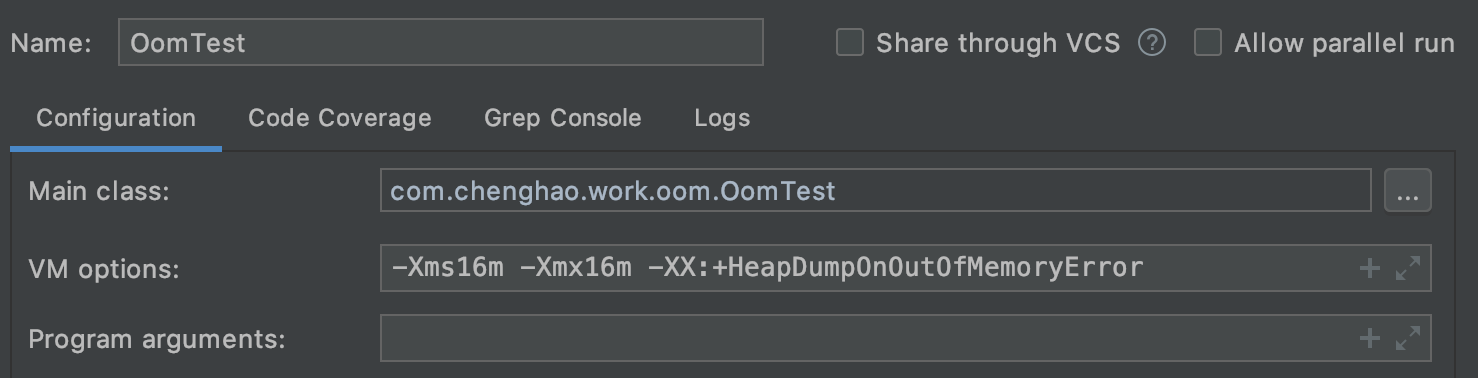 Name: OomTest Share through VCS ? Allow parallel run
Configuration Code Coverage Grep Console Logs
Main class: com.chenghao.work.oom.OomTest ...
VM options: -Xms16m -Xmx16m -XX:+HeapDumpOnOutOfMemoryError
Program arguments: